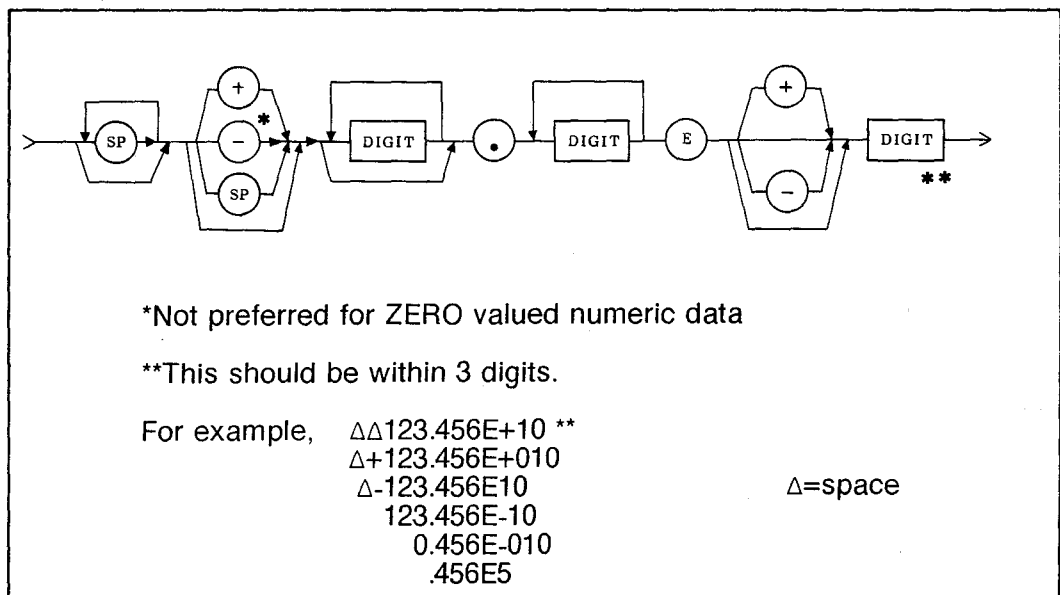 +
SP - * DIGIT . DIGIT E + DIGIT
SP - **
*Not preferred for ZERO valued numeric data
**This should be within 3 digits.
For example, ΔΔ123.456E+10 **
Δ+123.456E+010
Δ-123.456E10 Δ=space
123.456E-10
0.456E-010
.456E5